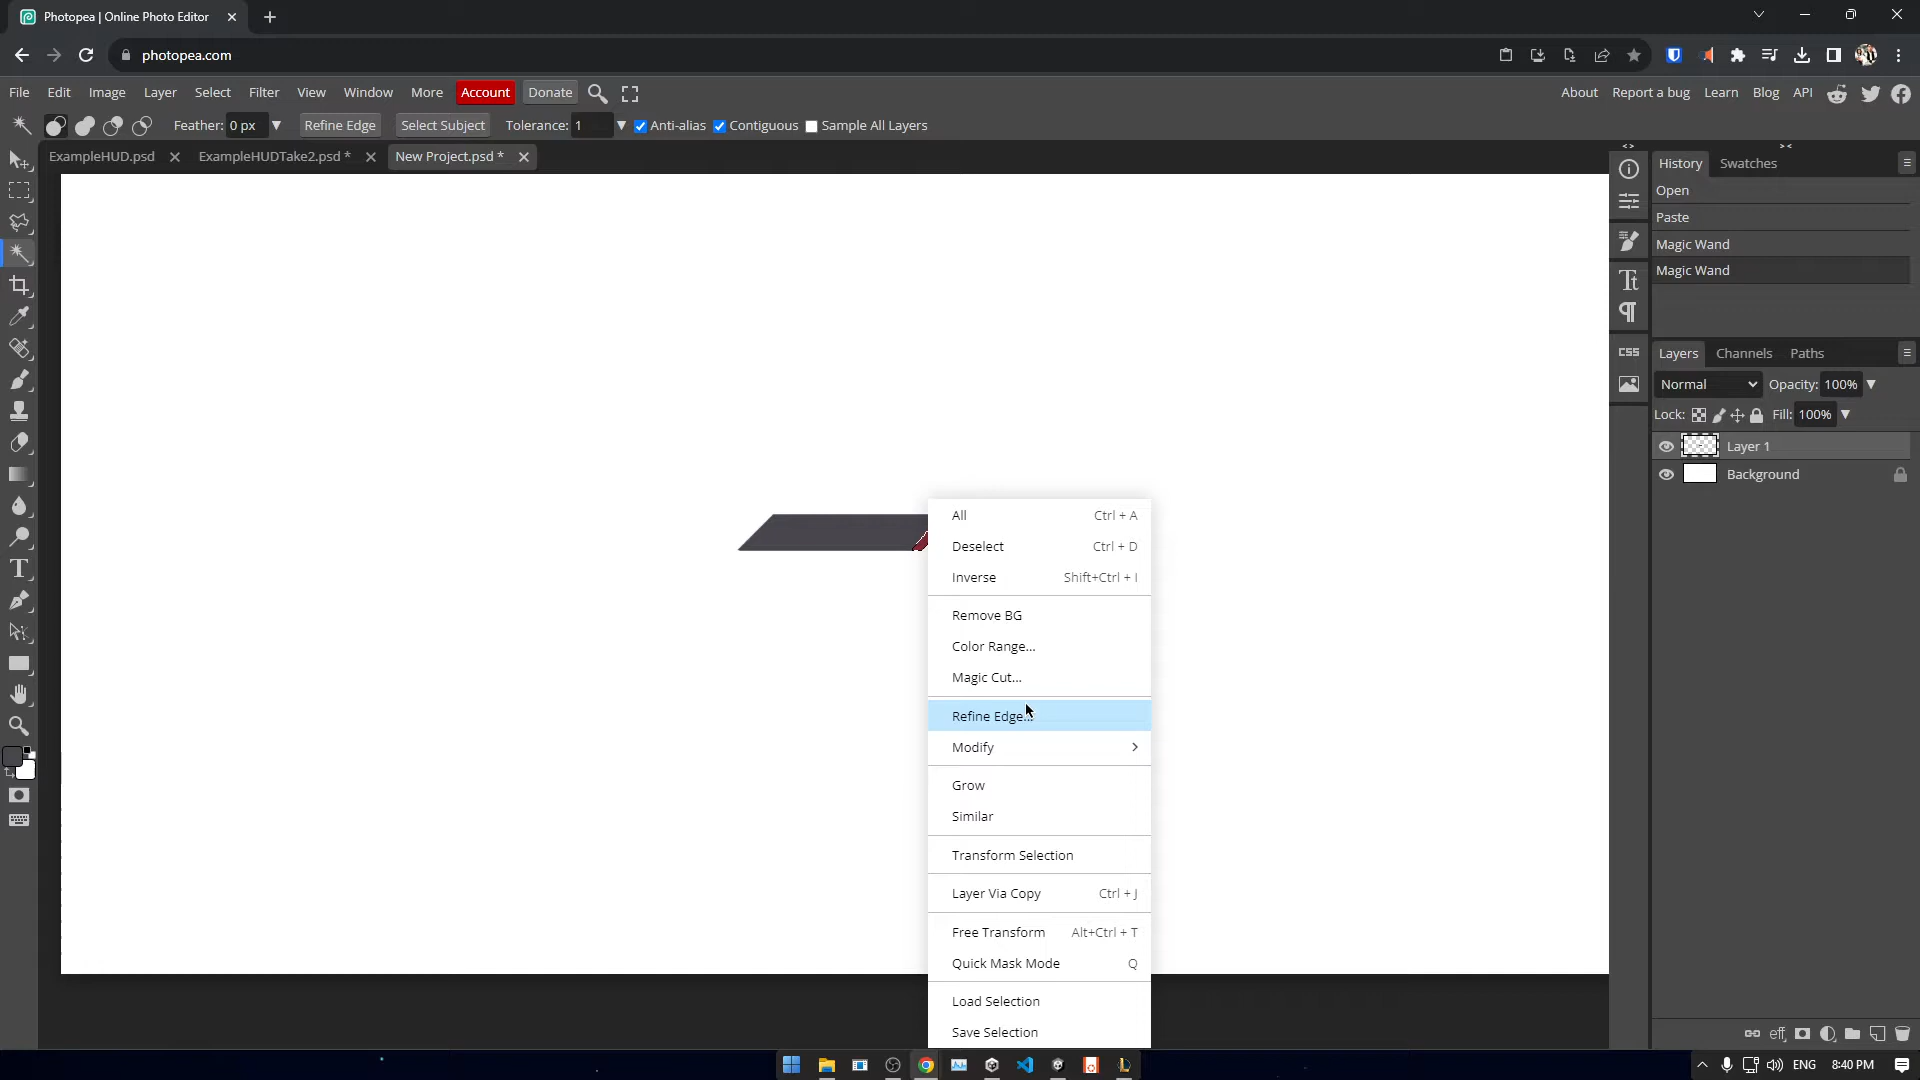 Photopea | Online Photo Editor
photopea.com
File Edit Image Layer Select Filter View Window More Account Donate About Report a bug Learn Blog API
Feather: 0 px Refine Edge Select Subject Tolerance: 1 Anti-alias Contiguous Sample All Layers
ExampleHUD.psd ExampleHUDTake2.psd * New Project.psd *
History Swatches
Open
Paste
Magic Wand
Magic Wand
CSS
Layers Channels Paths
Normal Opacity: 100%
Lock: Fill: 100%
Layer 1
Background
All Ctrl + A
Deselect Ctrl + D
Inverse Shift+Ctrl + I
Remove BG
Color Range...
Magic Cut...
Refine Edge...
Modify
Grow
Similar
Transform Selection
Layer Via Copy Ctrl + J
Free Transform Alt+Ctrl + T
Quick Mask Mode Q
Load Selection
Save Selection
eff
ENG 8:40 PM